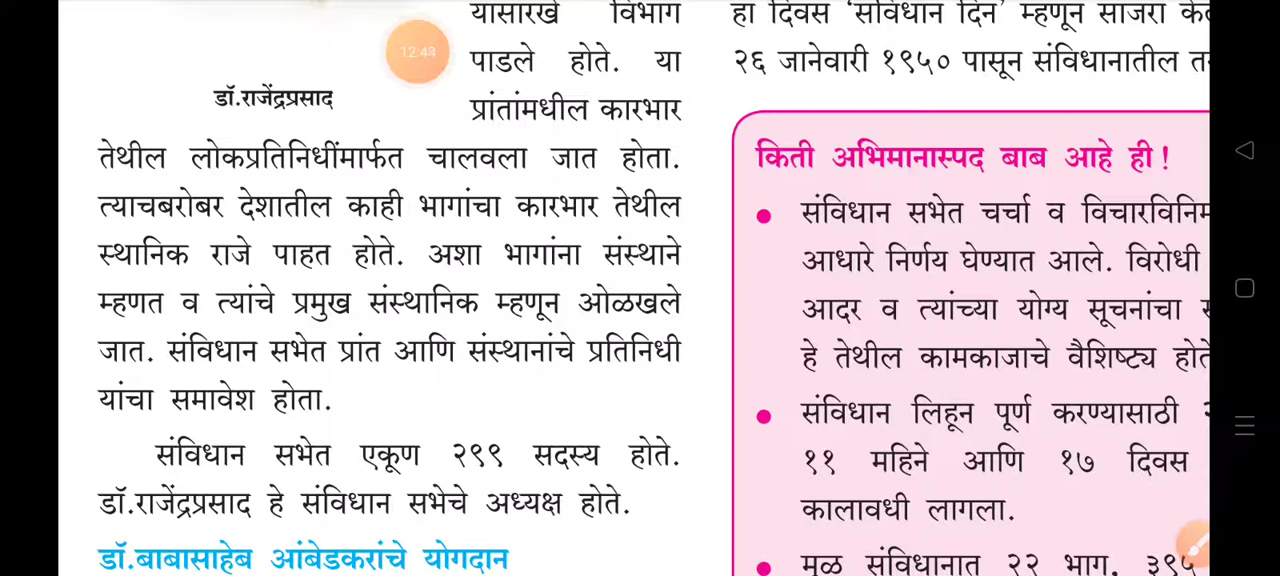 यासारखे विभाग
पाडले होते. या
प्रांतांमधील कारभार
12:43
डॉ.राजेंद्रप्रसाद
तेथील लोकप्रतिनिधींमार्फत चालवला जात होता.
त्याचबरोबर देशातील काही भागांचा कारभार तेथील
स्थानिक राजे पाहत होते. अशा भागांना संस्थाने
म्हणत व त्यांचे प्रमुख संस्थानिक म्हणून ओळखले
जात. संविधान सभेत प्रांत आणि संस्थानांचे प्रतिनिधी
यांचा समावेश होता.
संविधान सभेत एकूण २९९ सदस्य होते.
डॉ.राजेंद्रप्रसाद हे संविधान सभेचे अध्यक्ष होते.
डॉ.बाबासाहेब आंबेडकरांचे योगदान
हा दिवस ‘संविधान दिन’ म्हणून साजरा
२६ जानेवारी १९५० पासून संविधानातील
किती अभिमानास्पद बाब आहे ही!
• संविधान सभेत चर्चा व
आधारे निर्णय घेण्यात आले. विरोधी
आदर व त्यांच्या योग्य सूचनांचा
हे तेथील कामकाजाचे वैशिष्ट्य
• संविधान लिहून पूर्ण करण्यासाठी
११ महिने आणि १७ दिवस
कालावधी लागला.
• मूळ संविधानात २२ भाग, ३९५